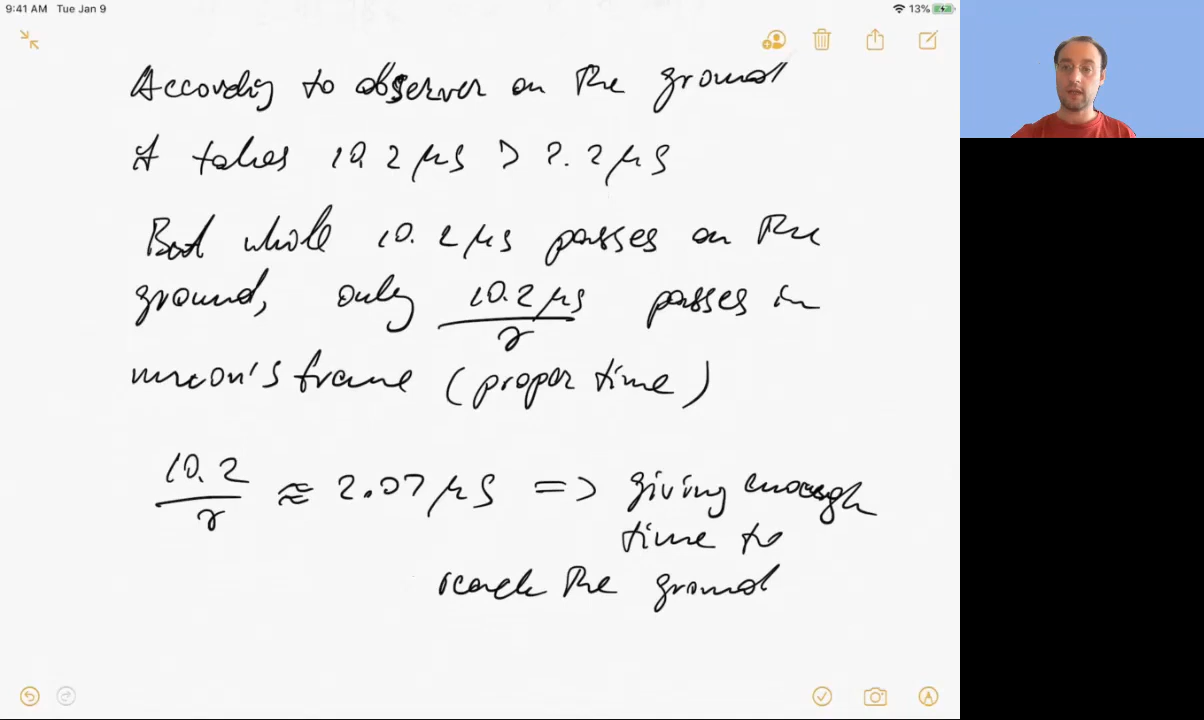 9:41 AM Tue Jan 9
13%
According to observer on the ground
it takes 10.2 μs > 2.2 μs
But while 10.2 μs passes on the
ground, only 10.2 μs / γ passes in
muon's frame (proper time)
10.2 / γ ≈ 2.07 μs => giving enough
time to
reach the ground